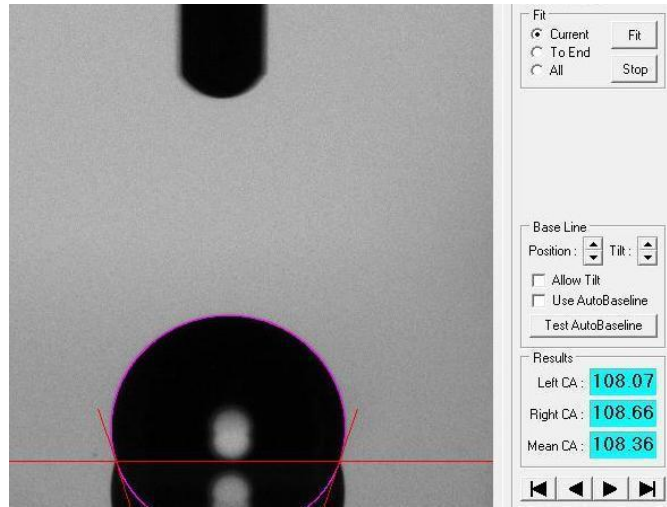 Fit
Current
Fit
To End
All
Stop
Base Line
Position :
Tilt :
Allow Tilt
Use AutoBaseline
Test AutoBaseline
Results
Left CA : 108.07
Right CA : 108.66
Mean CA : 108.36